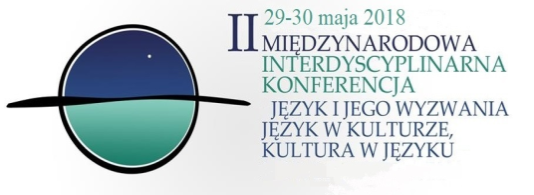 29-30 maja 2018
II MIĘDZYNARODOWA
INTERDYSCYPLINARNA
KONFERENCJA
JĘZYK I JEGO WYZWANIA
JĘZYK W KULTURZE,
KULTURA W JĘZYKU